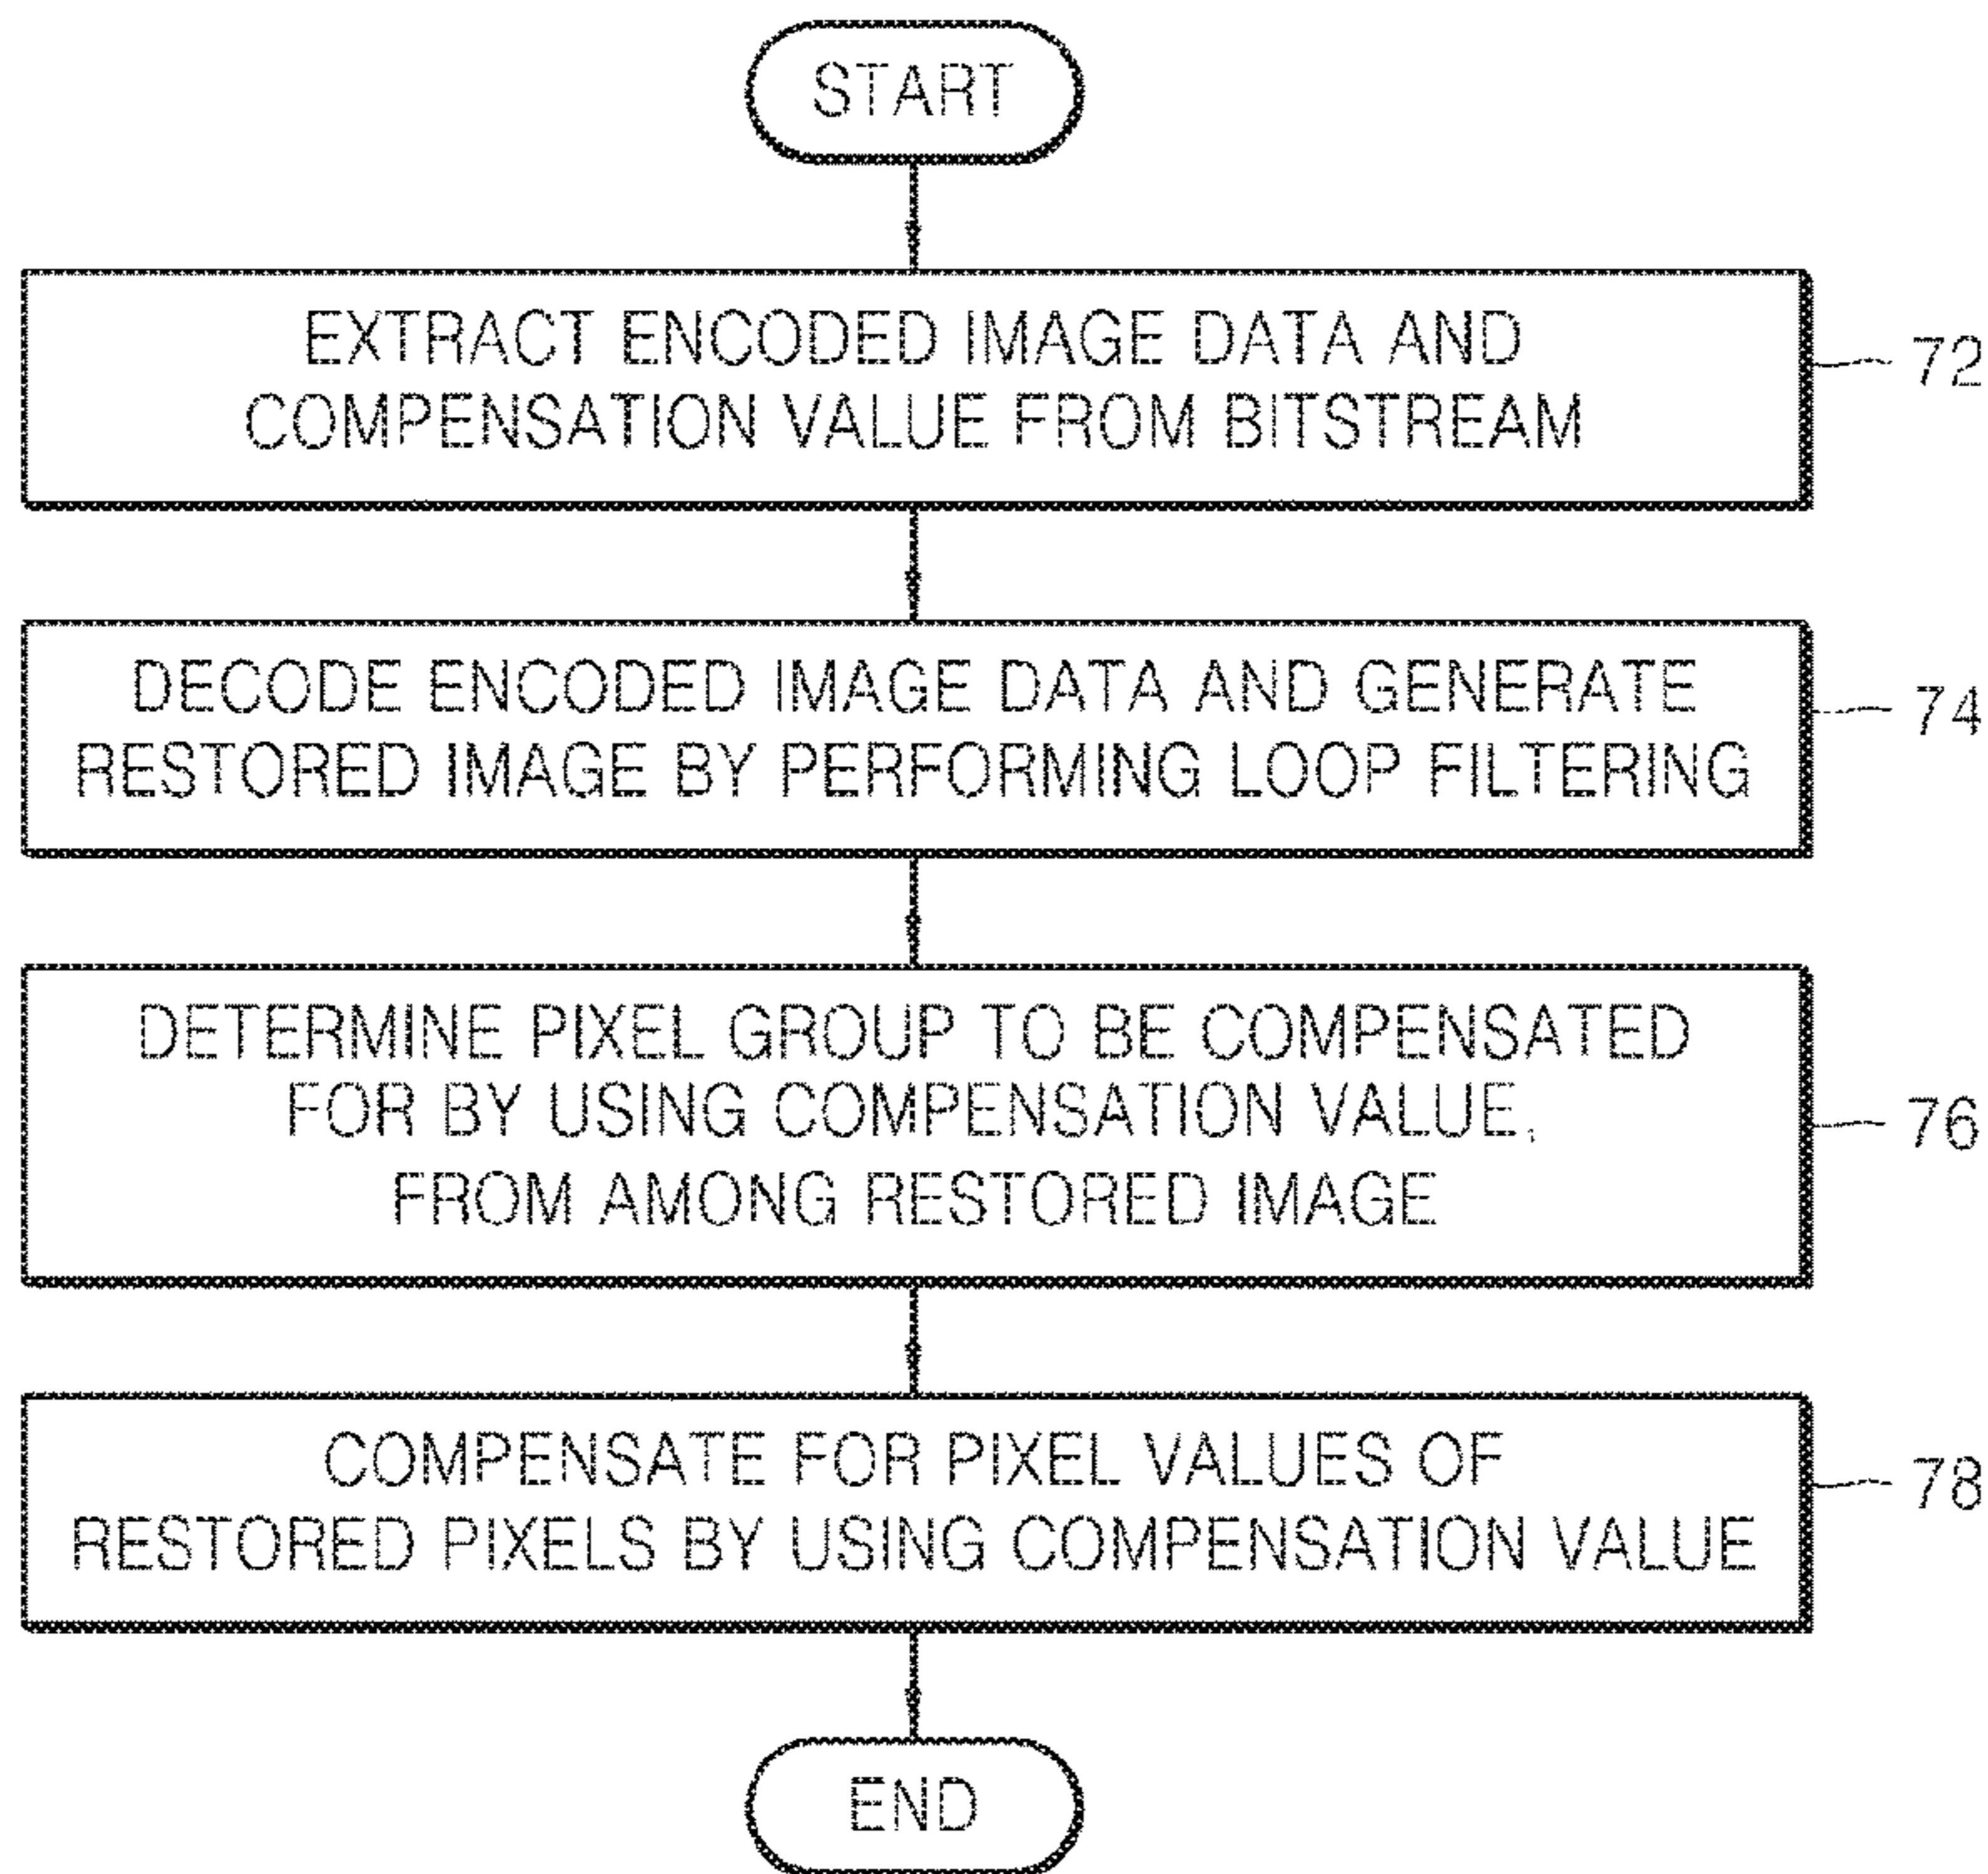 START
EXTRACT ENCODED IMAGE DATA AND
COMPENSATION VALUE FROM BITSTREAM
72
DECODE ENCODED IMAGE DATA AND GENERATE
RESTORED IMAGE BY PERFORMING LOOP FILTERING
74
DETERMINE PIXEL GROUP TO BE COMPENSATED
FOR BY USING COMPENSATION VALUE,
FROM AMONG RESTORED IMAGE
76
COMPENSATE FOR PIXEL VALUES OF
RESTORED PIXELS BY USING COMPENSATION VALUE
78
END